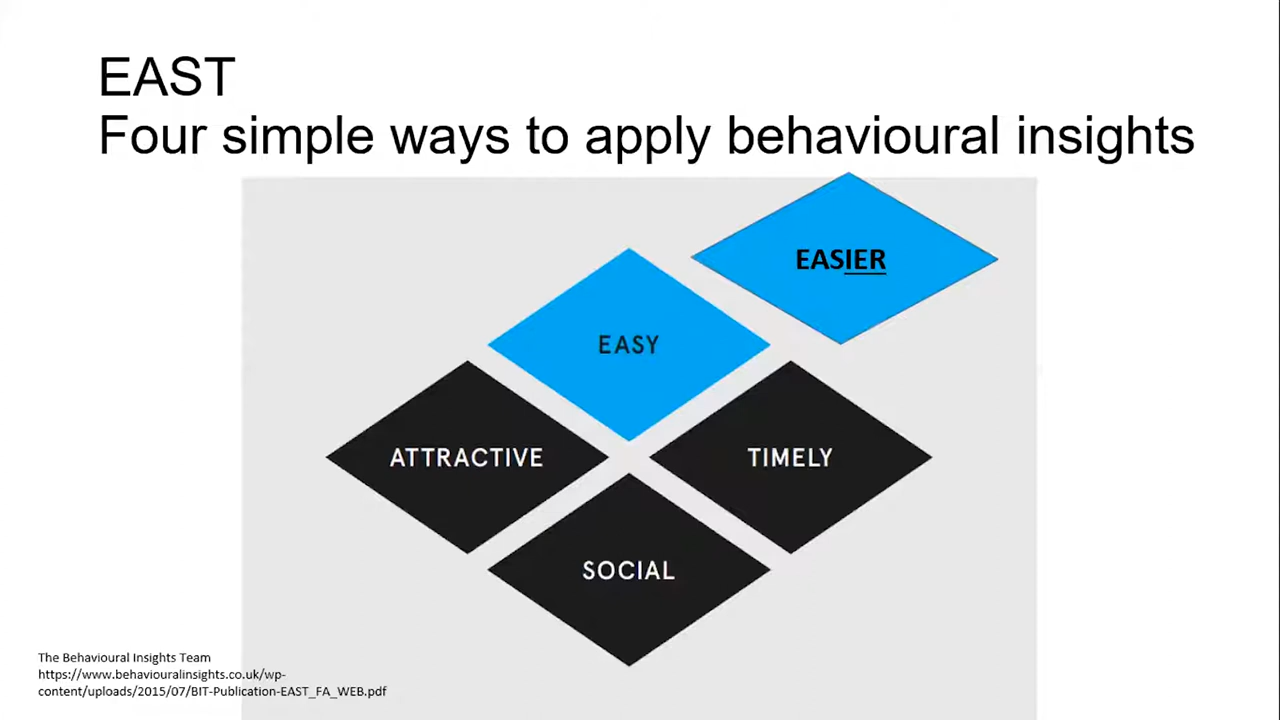 EAST
Four simple ways to apply behavioural insights
EASIER
EASY
ATTRACTIVE
TIMELY
SOCIAL
The Behavioural Insights Team
https://www.behaviouralinsights.co.uk/wp-
content/uploads/2015/07/BIT-Publication-EAST_FA_WEB.pdf